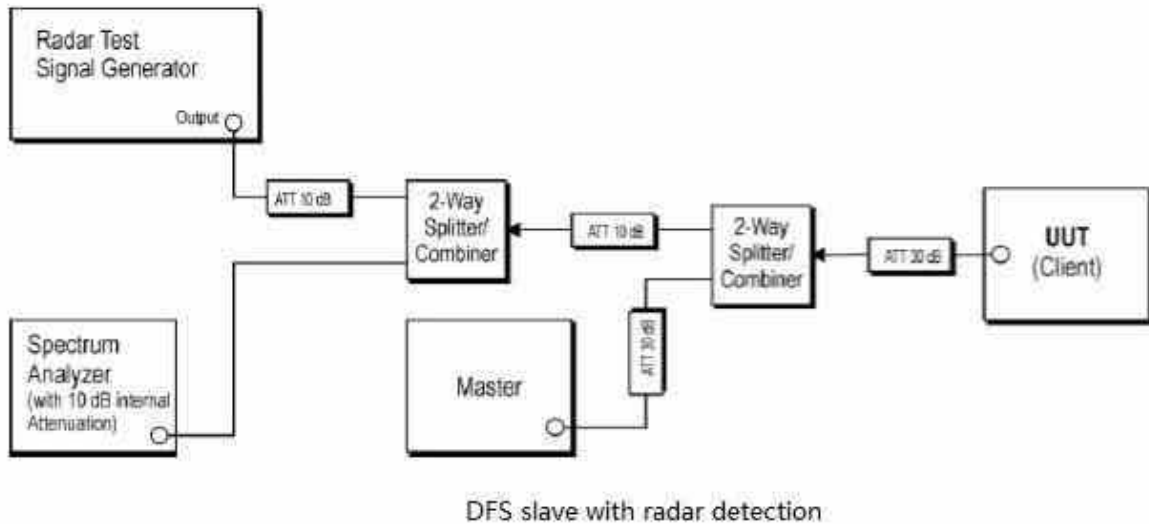 Radar Test
Signal Generator
Output
ATT 10 dB
2-Way
Splitter/
Combiner
ATT 10 dB
2-Way
Splitter/
Combiner
ATT 30 dB
UUT
(Client)
Spectrum
Analyzer
(with 10 dB internal
Attenuation)
Master
ATT 30 dB
DFS slave with radar detection